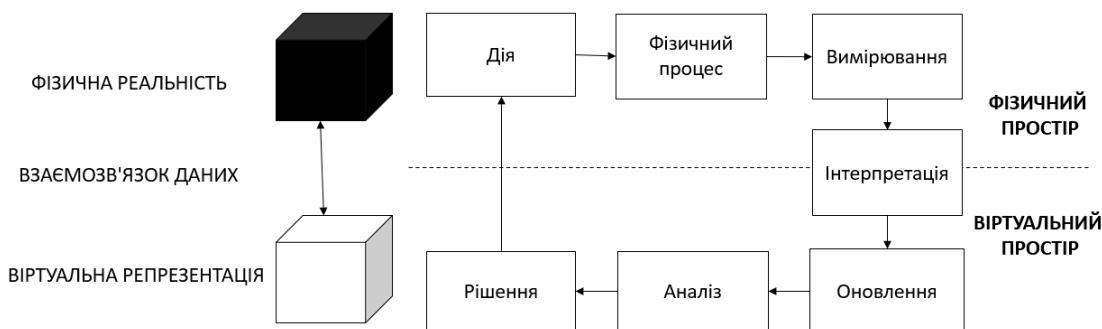 ФІЗИЧНА РЕАЛЬНІСТЬ
ВЗАЄМОЗВ'ЯЗОК ДАНИХ
ВІРТУАЛЬНА РЕПРЕЗЕНТАЦІЯ
Дія
Фізичний
процес
Вимірювання
ФІЗИЧНИЙ
ПРОСТІР
Інтерпретація
ВІРТУАЛЬНИЙ
ПРОСТІР
Рішення
Аналіз
Оновлення